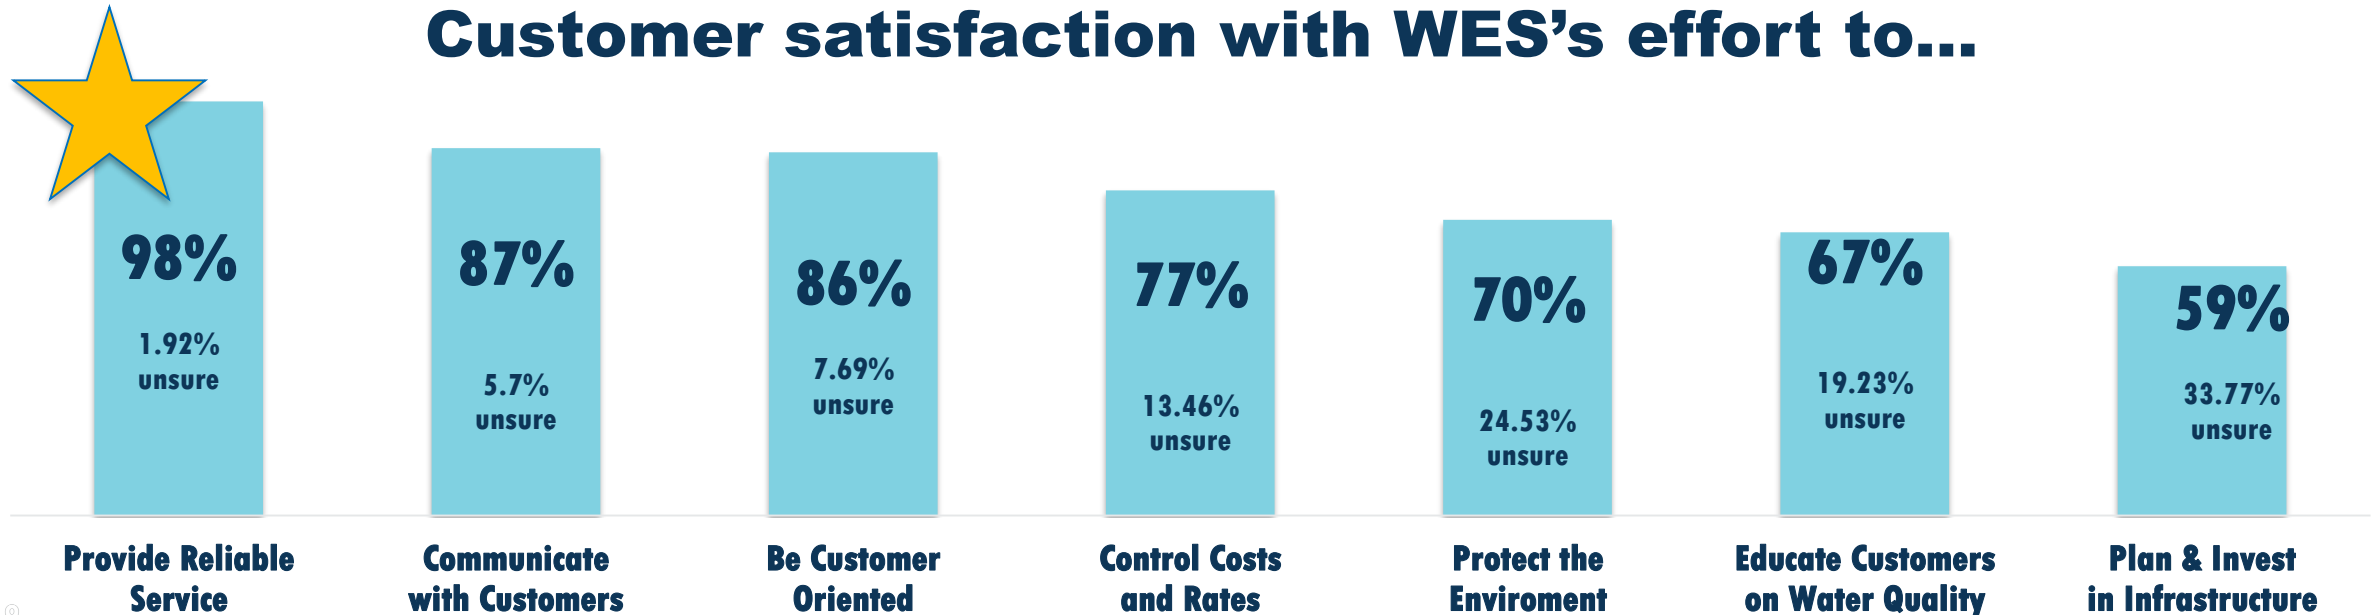 Customer satisfaction with WES’s effort to...
98%
1.92%
unsure
87%
5.7%
unsure
86%
7.69%
unsure
77%
13.46%
unsure
70%
24.53%
unsure
67%
19.23%
unsure
59%
33.77%
unsure
Provide Reliable
Service
Communicate
with Customers
Be Customer
Oriented
Control Costs
and Rates
Protect the
Enviroment
Educate Customers
on Water Quality
Plan & Invest
in Infrastructure